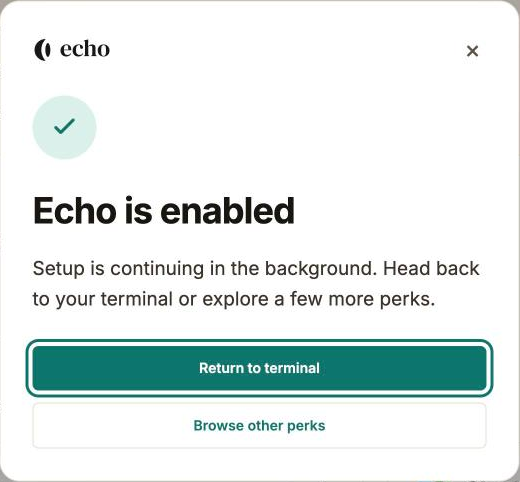 echo
Echo is enabled
Setup is continuing in the background. Head back
to your terminal or explore a few more perks.
Return to terminal
Browse other perks